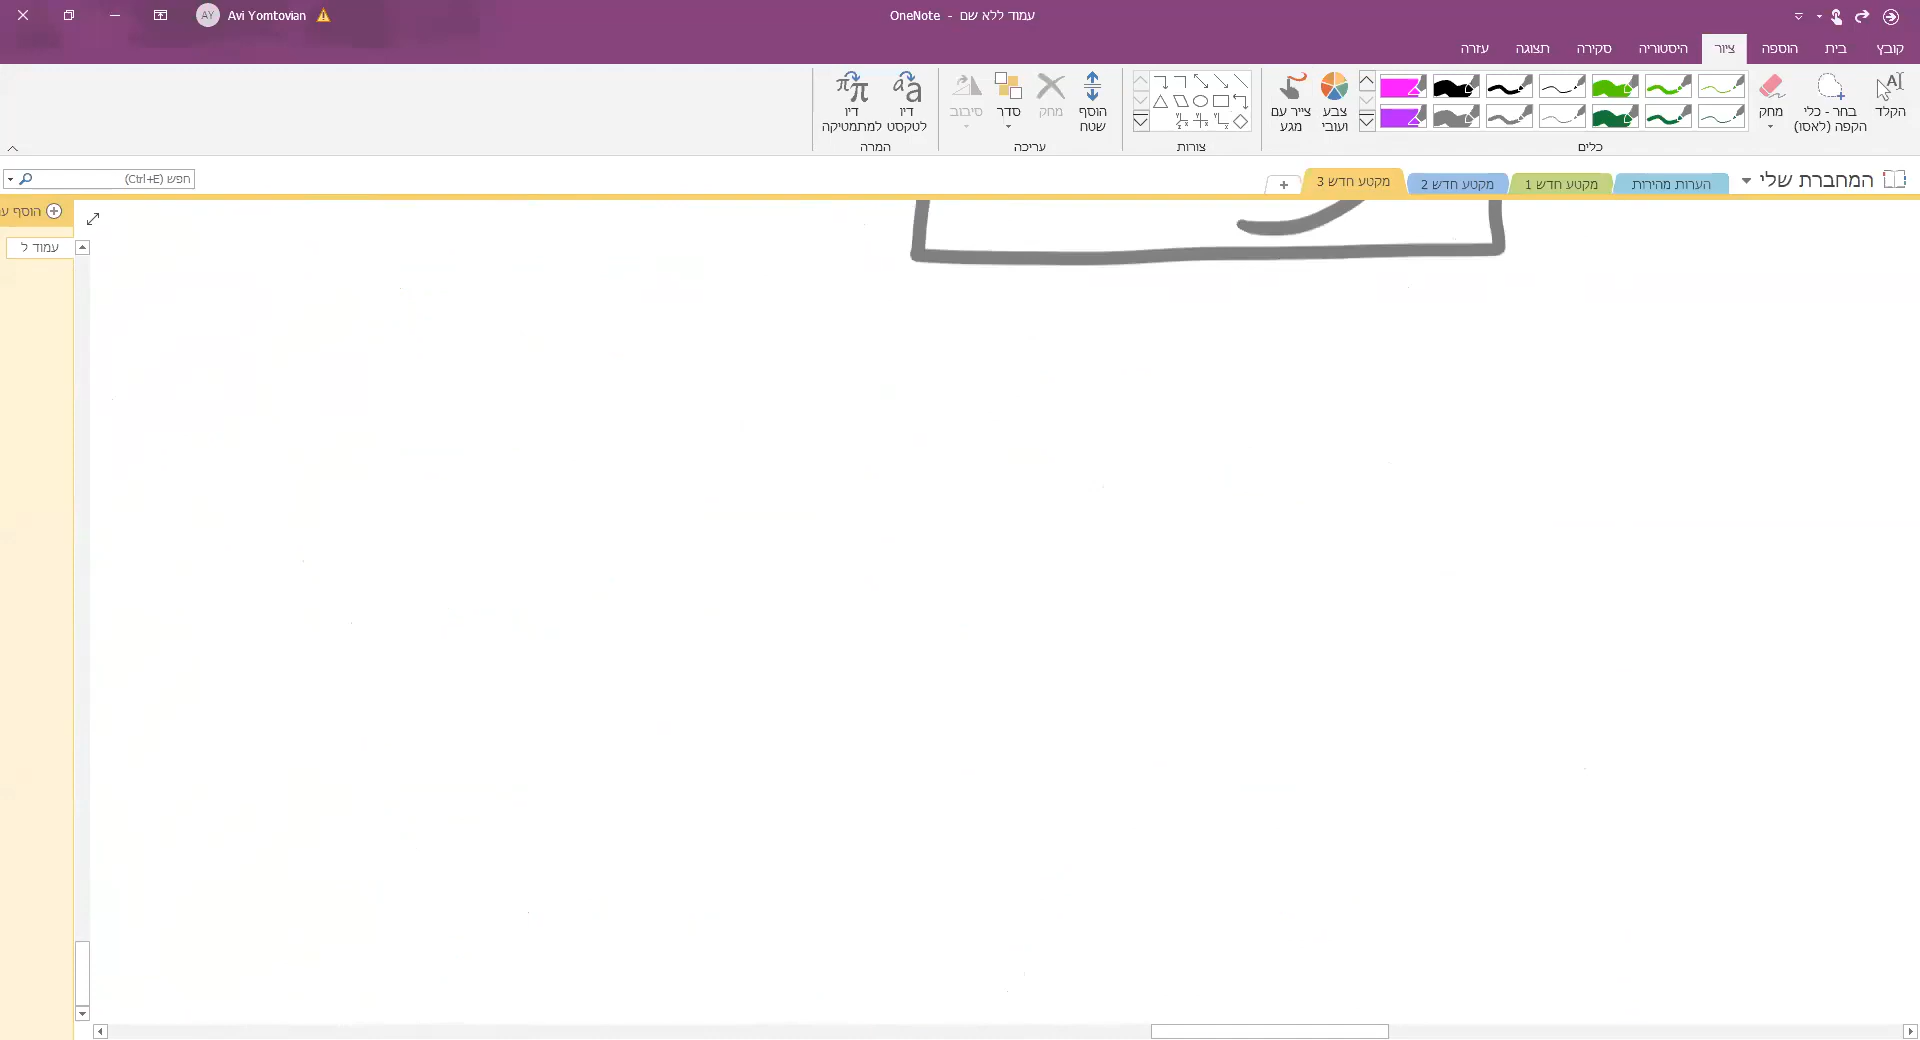 עמוד ללא שם - OneNote
Avi Yomtovian
AY
קובץ
בית
הוספה
ציור
היסטוריה
סקירה
תצוגה
עזרה
הקלד
בחר - כלי הקפה (לאסו)
מחק
כלים
צבע ועובי
צייר עם מגע
צורות
הוסף שטח
מחק
סדר
סיבוב
עריכה
דיו לטקסט
דיו למתמטיקה
המרה
המחברת שלי
הערות מהירות
מקטע חדש 1
מקטע חדש 2
מקטע חדש 3
חפש (Ctrl+E)
הוסף עמ
עמוד ל